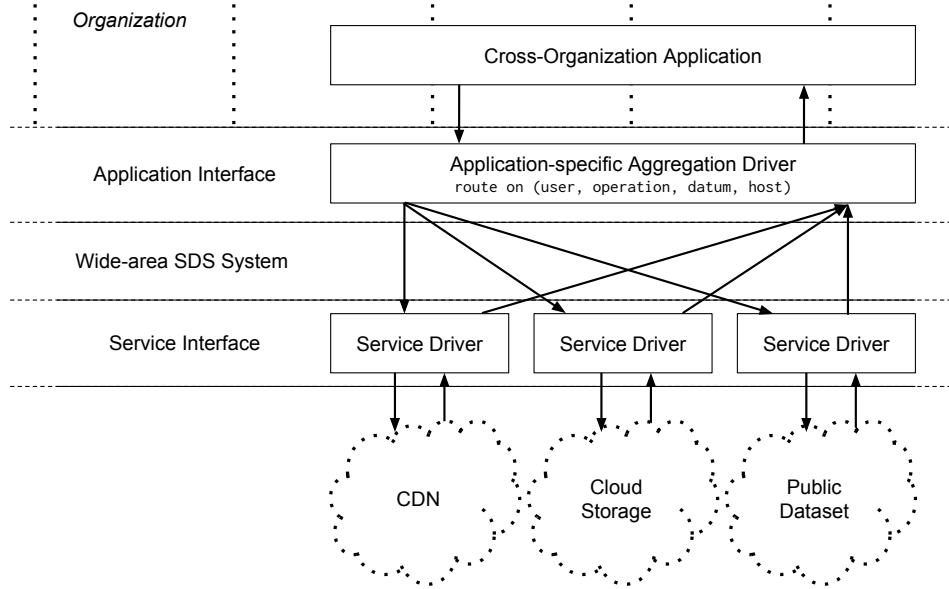 Organization
Cross-Organization Application
Application Interface
Application-specific Aggregation Driver
route on (user, operation, datum, host)
Wide-area SDS System
Service Interface
Service Driver
Service Driver
Service Driver
CDN
Cloud
Storage
Public
Dataset